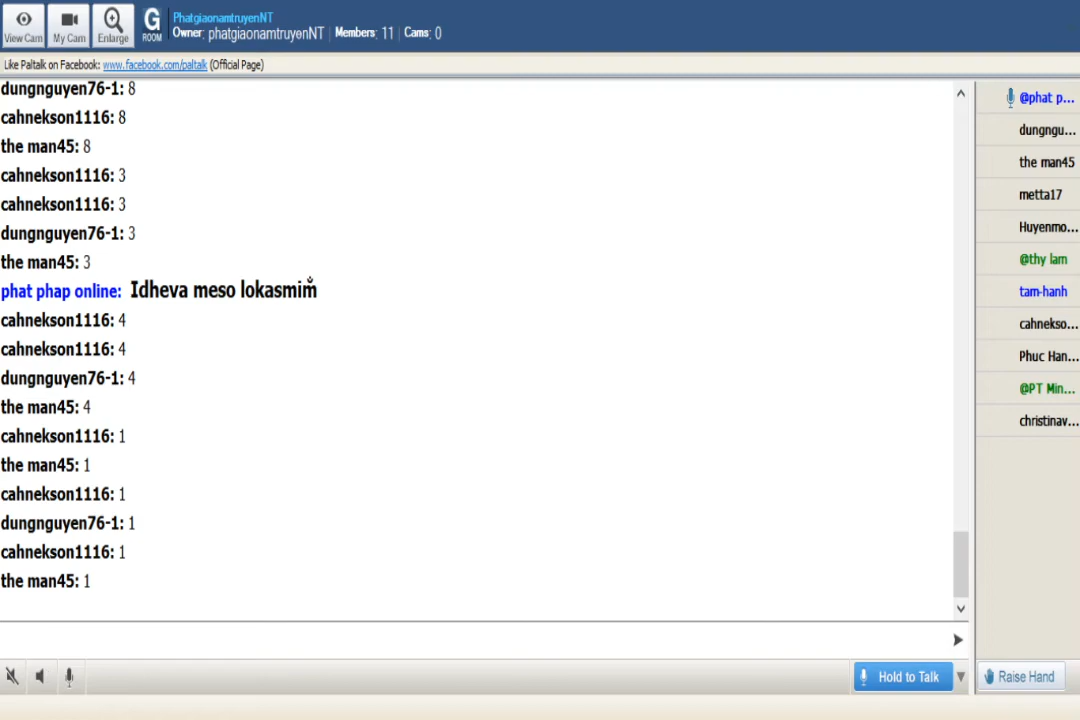 PhatgiaonamtruyenNT
View Cam My Cam Enlarge G ROOM Owner: phatgiaonamtruyenNT Members: 11 Cams: 0
Like Paltalk on Facebook: www.facebook.com/paltalk (Official Page)
dungnguyen76-1: 8
cahnekson1116: 8
the man45: 8
cahnekson1116: 3
cahnekson1116: 3
dungnguyen76-1: 3
the man45: 3
phat phap online: Idheva meso lokasmiṁ̉
cahnekson1116: 4
cahnekson1116: 4
dungnguyen76-1: 4
the man45: 4
cahnekson1116: 1
the man45: 1
cahnekson1116: 1
dungnguyen76-1: 1
cahnekson1116: 1
the man45: 1
@phat p...
dungngu...
the man45
metta17
Huyenmo...
@thy lam
tam-hanh
cahnekso...
Phuc Han...
@PT Min...
christinav...
Hold to Talk
Raise Hand